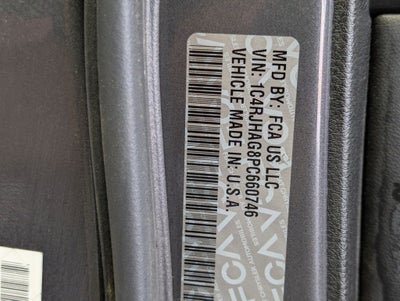 MFD BY: FCA US LLC
VIN: 1C4RJHAG8PC660746
VEHICLE MADE IN: U.S.A.